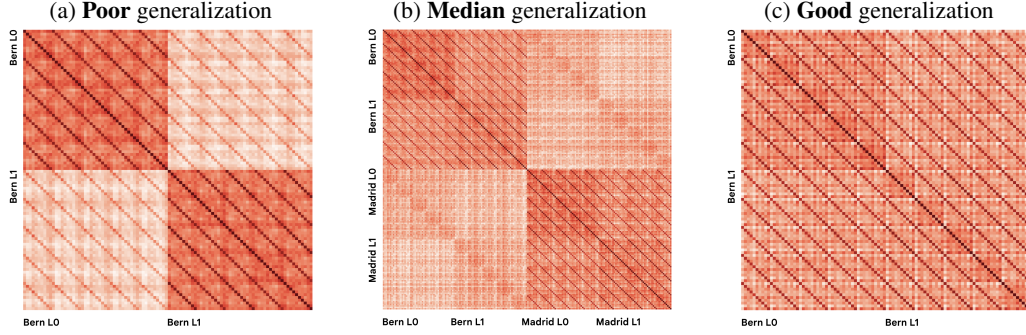 (a) Poor generalization
(b) Median generalization
(c) Good generalization
Bern L0
Bern L1
Bern L0
Bern L1
Bern L0
Bern L1
Madrid L0
Madrid L1
Bern L0
Bern L1
Madrid L0
Madrid L1
Bern L0
Bern L1
Bern L0
Bern L1